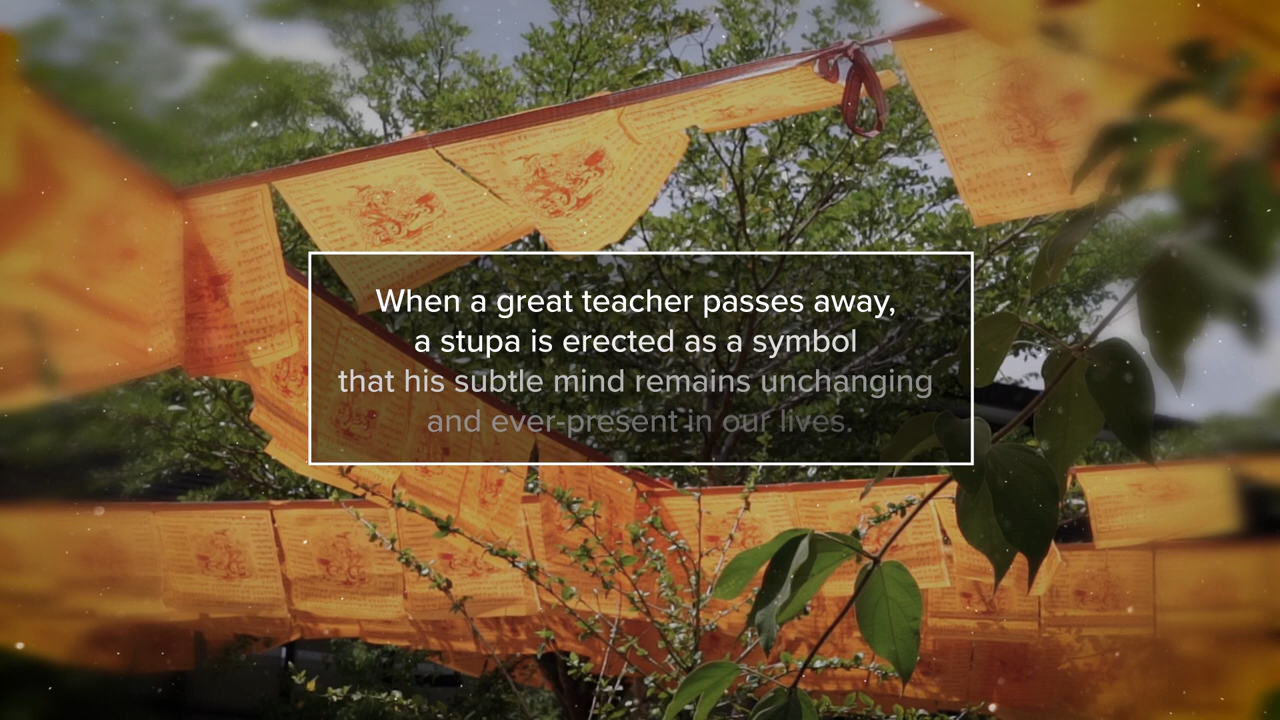 When a great teacher passes away,
a stupa is erected as a symbol
that his subtle mind remains unchanging
and ever-present in our lives.